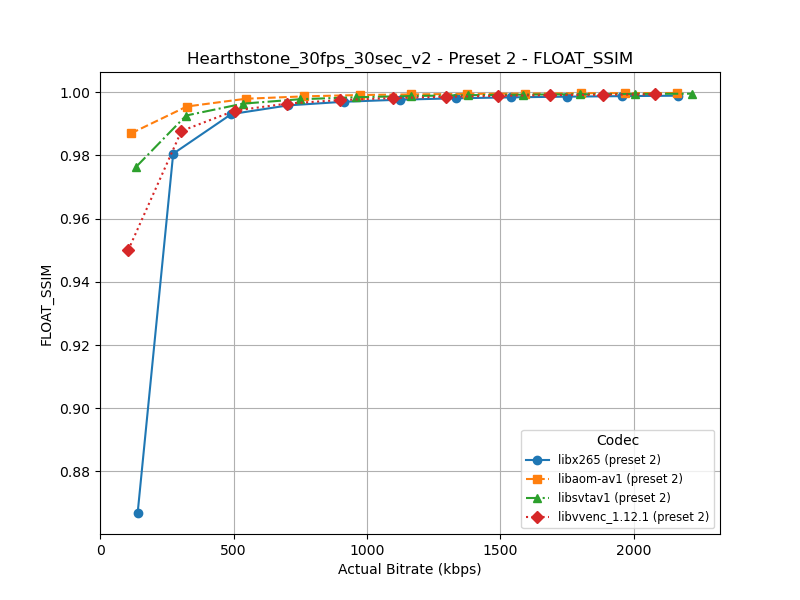 Hearthstone_30fps_30sec_v2 - Preset 2 - FLOAT_SSIM
FLOAT_SSIM
1.00
0.98
0.96
0.94
0.92
0.90
0.88
0
500
1000
1500
2000
Actual Bitrate (kbps)
Codec
libx265 (preset 2)
libaom-av1 (preset 2)
libsvtav1 (preset 2)
libvvenc_1.12.1 (preset 2)